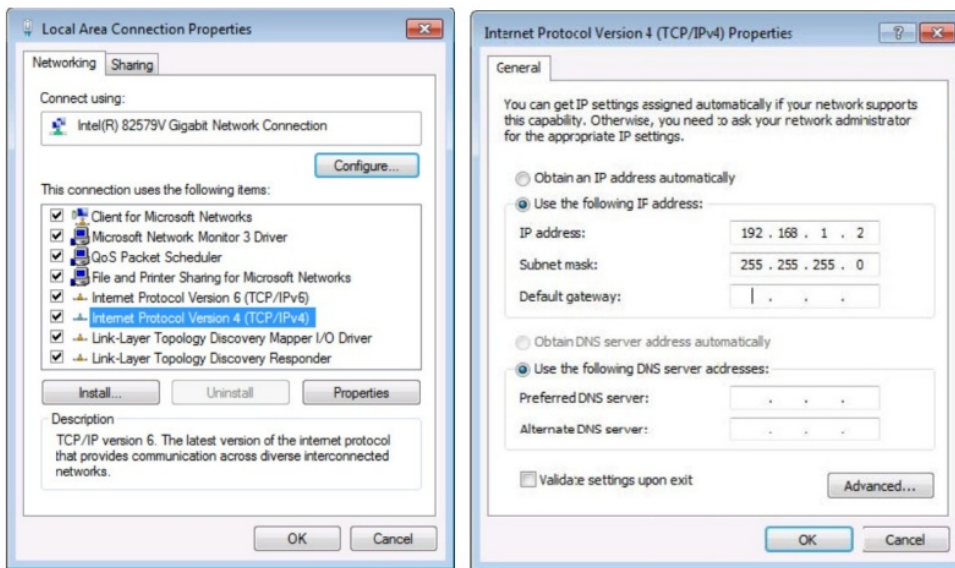 Local Area Connection Properties
Networking
Sharing
Connect using:
Intel(R) 82579V Gigabit Network Connection
Configure...
This connection uses the following items:
Client for Microsoft Networks
Microsoft Network Monitor 3 Driver
QoS Packet Scheduler
File and Printer Sharing for Microsoft Networks
Internet Protocol Version 6 (TCP/IPv6)
Internet Protocol Version 4 (TCP/IPv4)
Link-Layer Topology Discovery Mapper I/O Driver
Link-Layer Topology Discovery Responder
Install...
Uninstall
Properties
Description
TCP/IP version 6. The latest version of the internet protocol
that provides communication across diverse interconnected
networks.
OK
Cancel
Internet Protocol Version 4 (TCP/IPv4) Properties
General
You can get IP settings assigned automatically if your network supports
this capability. Otherwise, you need to ask your network administrator
for the appropriate IP settings.
Obtain an IP address automatically
Use the following IP address:
IP address: 192 . 168 . 1 . 2
Subnet mask: 255 . 255 . 255 . 0
Default gateway: . . .
Obtain DNS server address automatically
Use the following DNS server addresses:
Preferred DNS server: . . .
Alternate DNS server: . . .
Validate settings upon exit
Advanced...
OK
Cancel